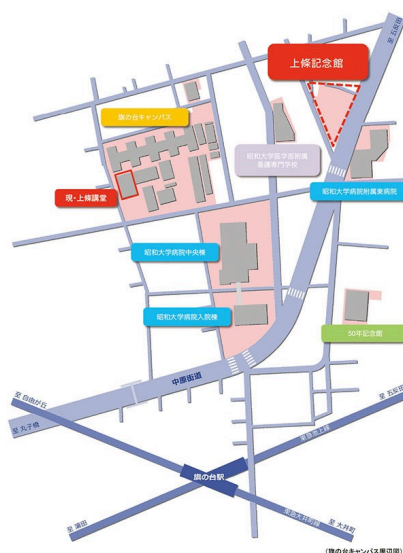 至 五反田
上條記念館
旗の台キャンパス
昭和大学医学部附属
看護専門学校
現・上條講堂
昭和大学病院附属東病院
昭和大学病院中央棟
昭和大学病院入院棟
50年記念館
中原街道
至 自由が丘
至 五反田
至 丸子橋
東急池上線
旗の台駅
東急大井町線
至 蒲田
至 大井町
(旗の台キャンパス周辺図)